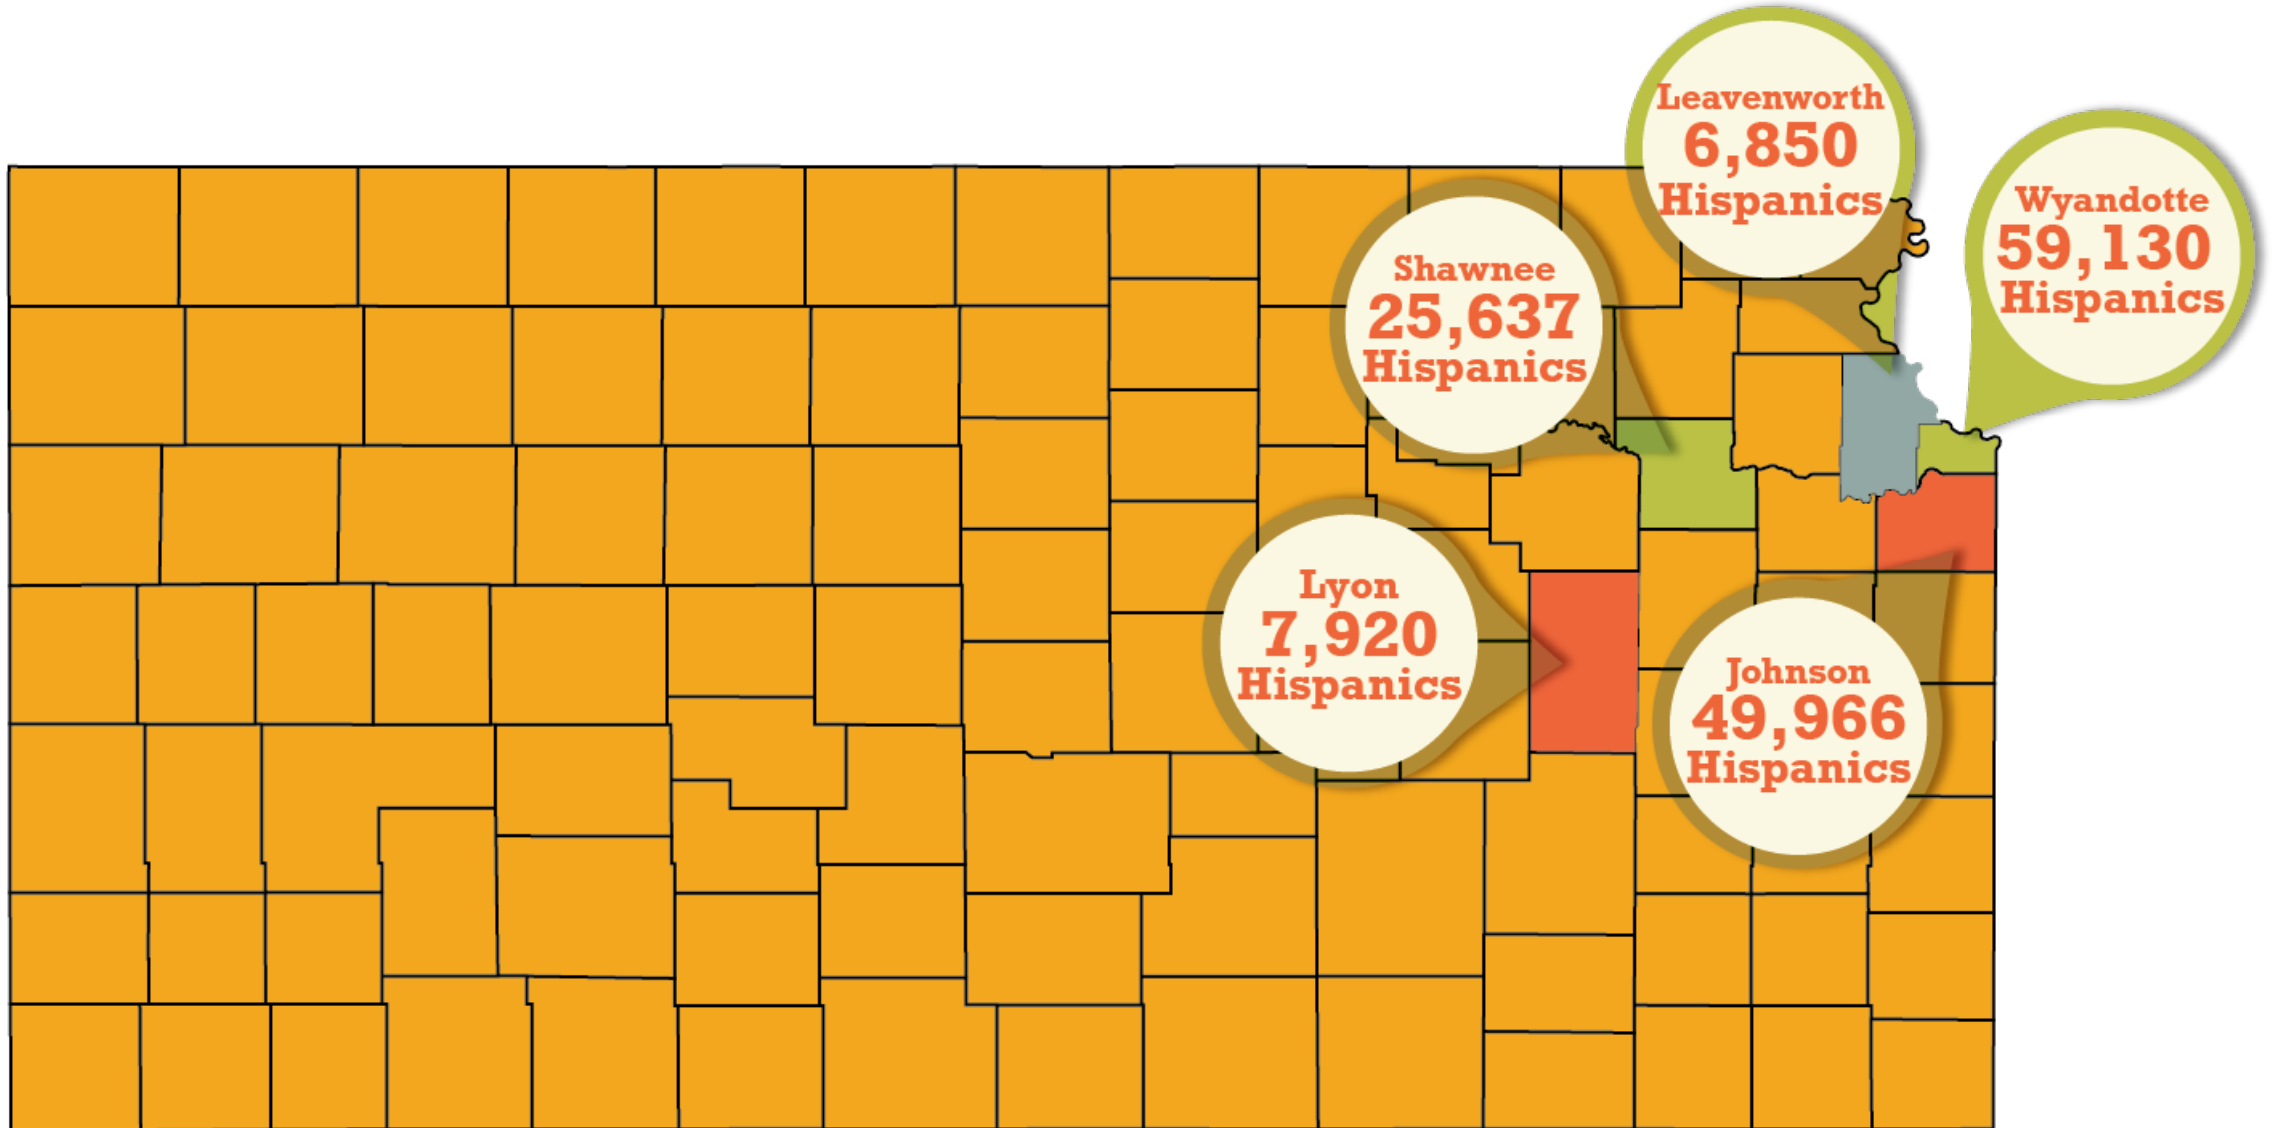 Leavenworth
6,850
Hispanics
Wyandotte
59,130
Hispanics
Shawnee
25,637
Hispanics
Lyon
7,920
Hispanics
Johnson
49,966
Hispanics